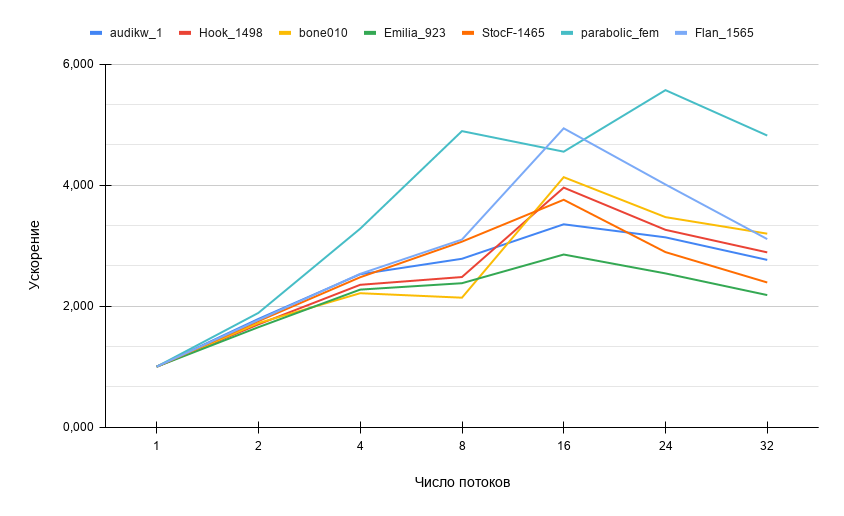 audikw_1 Hook_1498 bone010 Emilia_923 StocF-1465 parabolic_fem Flan_1565
6,000
4,000
2,000
0,000
Ускорение
1 2 4 8 16 24 32
Число потоков